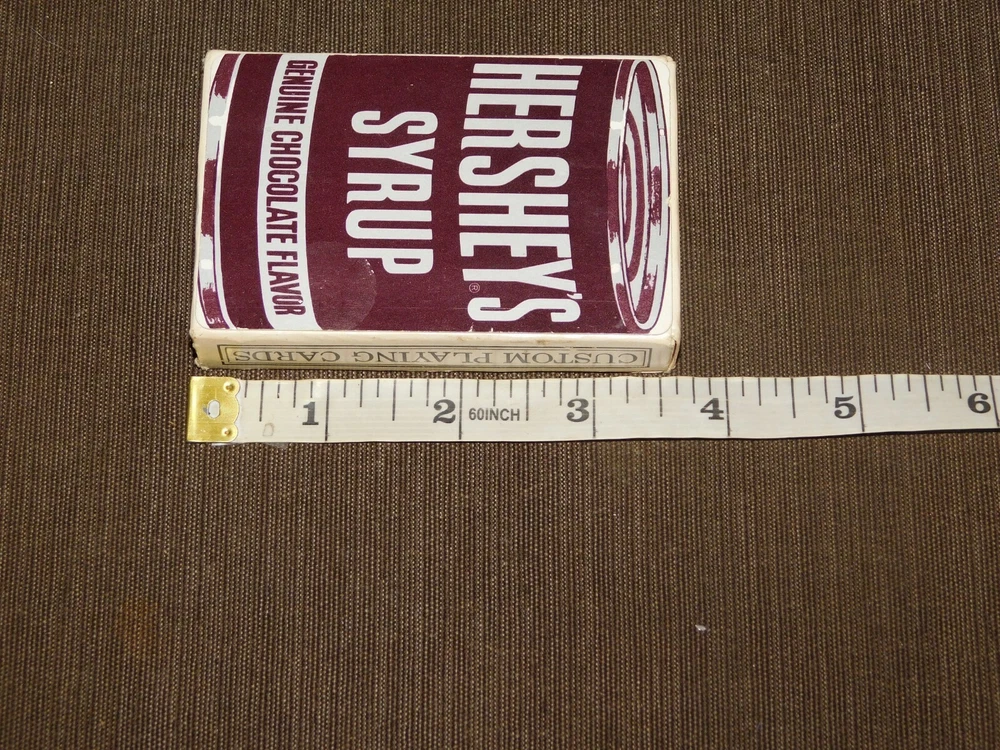 HERSHEY'S®
SYRUP
GENUINE CHOCOLATE FLAVOR
CUSTOM PLAYING CARDS
1 2 60INCH 3 4 5 6